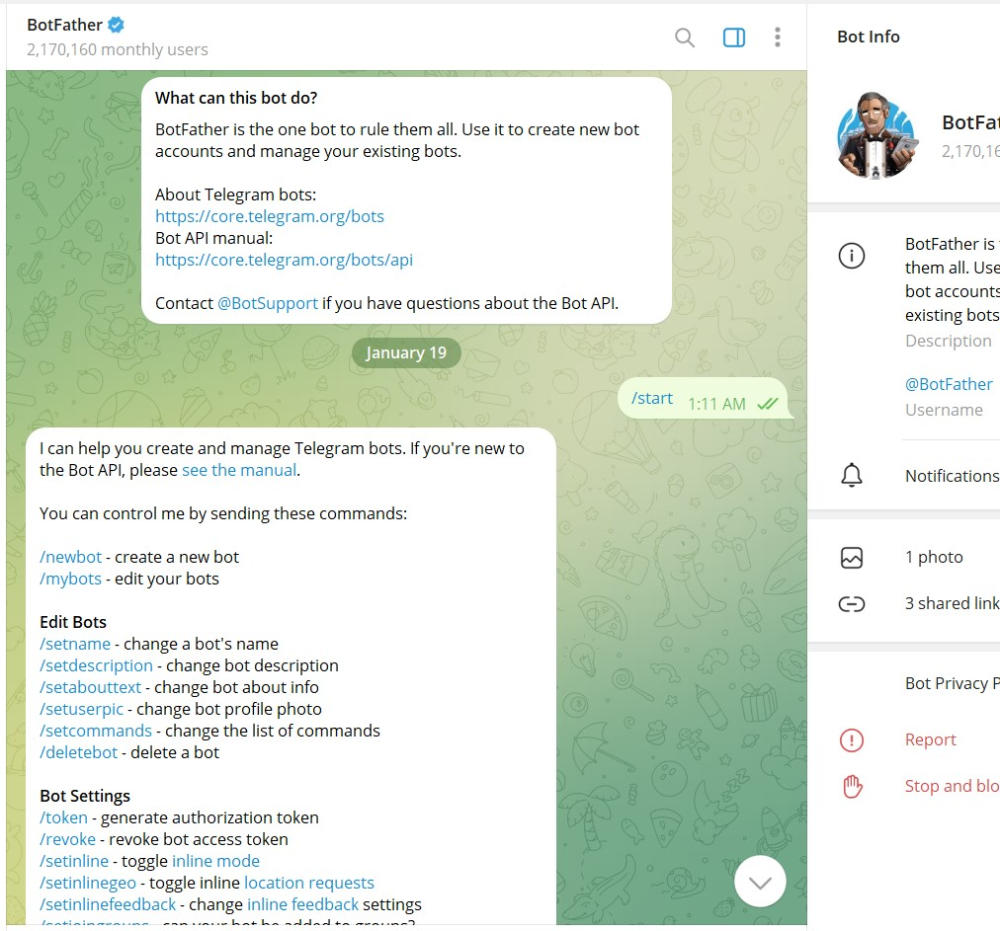 BotFather
2,170,160 monthly users
What can this bot do?
BotFather is the one bot to rule them all. Use it to create new bot
accounts and manage your existing bots.
About Telegram bots:
https://core.telegram.org/bots
Bot API manual:
https://core.telegram.org/bots/api
Contact @BotSupport if you have questions about the Bot API.
January 19
/start 1:11 AM
I can help you create and manage Telegram bots. If you're new to
the Bot API, please see the manual.
You can control me by sending these commands:
/newbot - create a new bot
/mybots - edit your bots
Edit Bots
/setname - change a bot's name
/setdescription - change bot description
/setabouttext - change bot about info
/setuserpic - change bot profile photo
/setcommands - change the list of commands
/deletebot - delete a bot
Bot Settings
/token - generate authorization token
/revoke - revoke bot access token
/setinline - toggle inline mode
/setinlinegeo - toggle inline location requests
/setinlinefeedback - change inline feedback settings
/setjoingroups - can your bot be added to groups?
Bot Info
BotFat
2,170,16
BotFather is
them all. Use
bot accounts
existing bots
Description
@BotFather
Username
Notifications
1 photo
3 shared link
Bot Privacy P
Report
Stop and blo